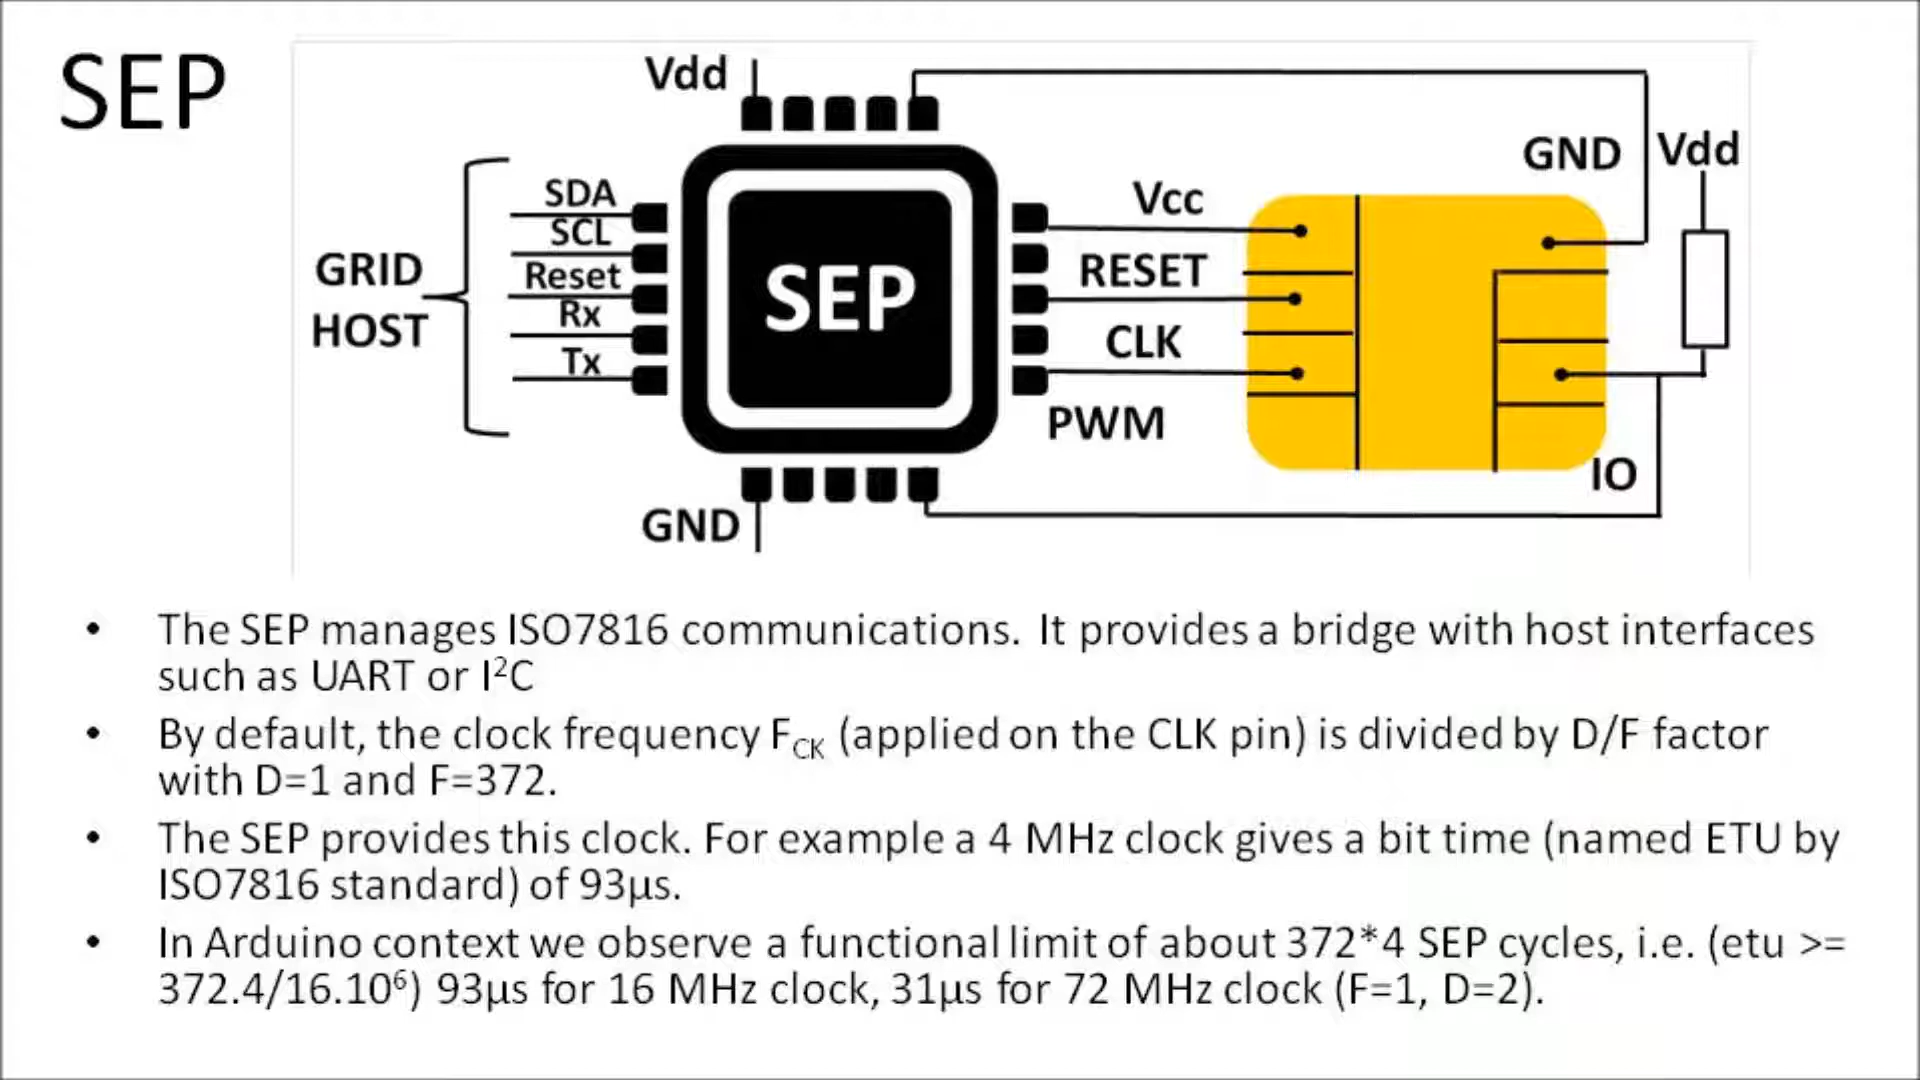 SEP
Vdd
GND
Vdd
SDA
Vcc
SCL
GRID
Reset
RESET
SEP
HOST
Rx
CLK
Tx
PWM
IO
GND
• The SEP manages ISO7816 communications. It provides a bridge with host interfaces
such as UART or I²C
• By default, the clock frequency F_CK (applied on the CLK pin) is divided by D/F factor
with D=1 and F=372.
• The SEP provides this clock. For example a 4 MHz clock gives a bit time (named ETU by
ISO7816 standard) of 93µs.
• In Arduino context we observe a functional limit of about 372*4 SEP cycles, i.e. (etu >=
372.4/16.10⁶) 93µs for 16 MHz clock, 31µs for 72 MHz clock (F=1, D=2).